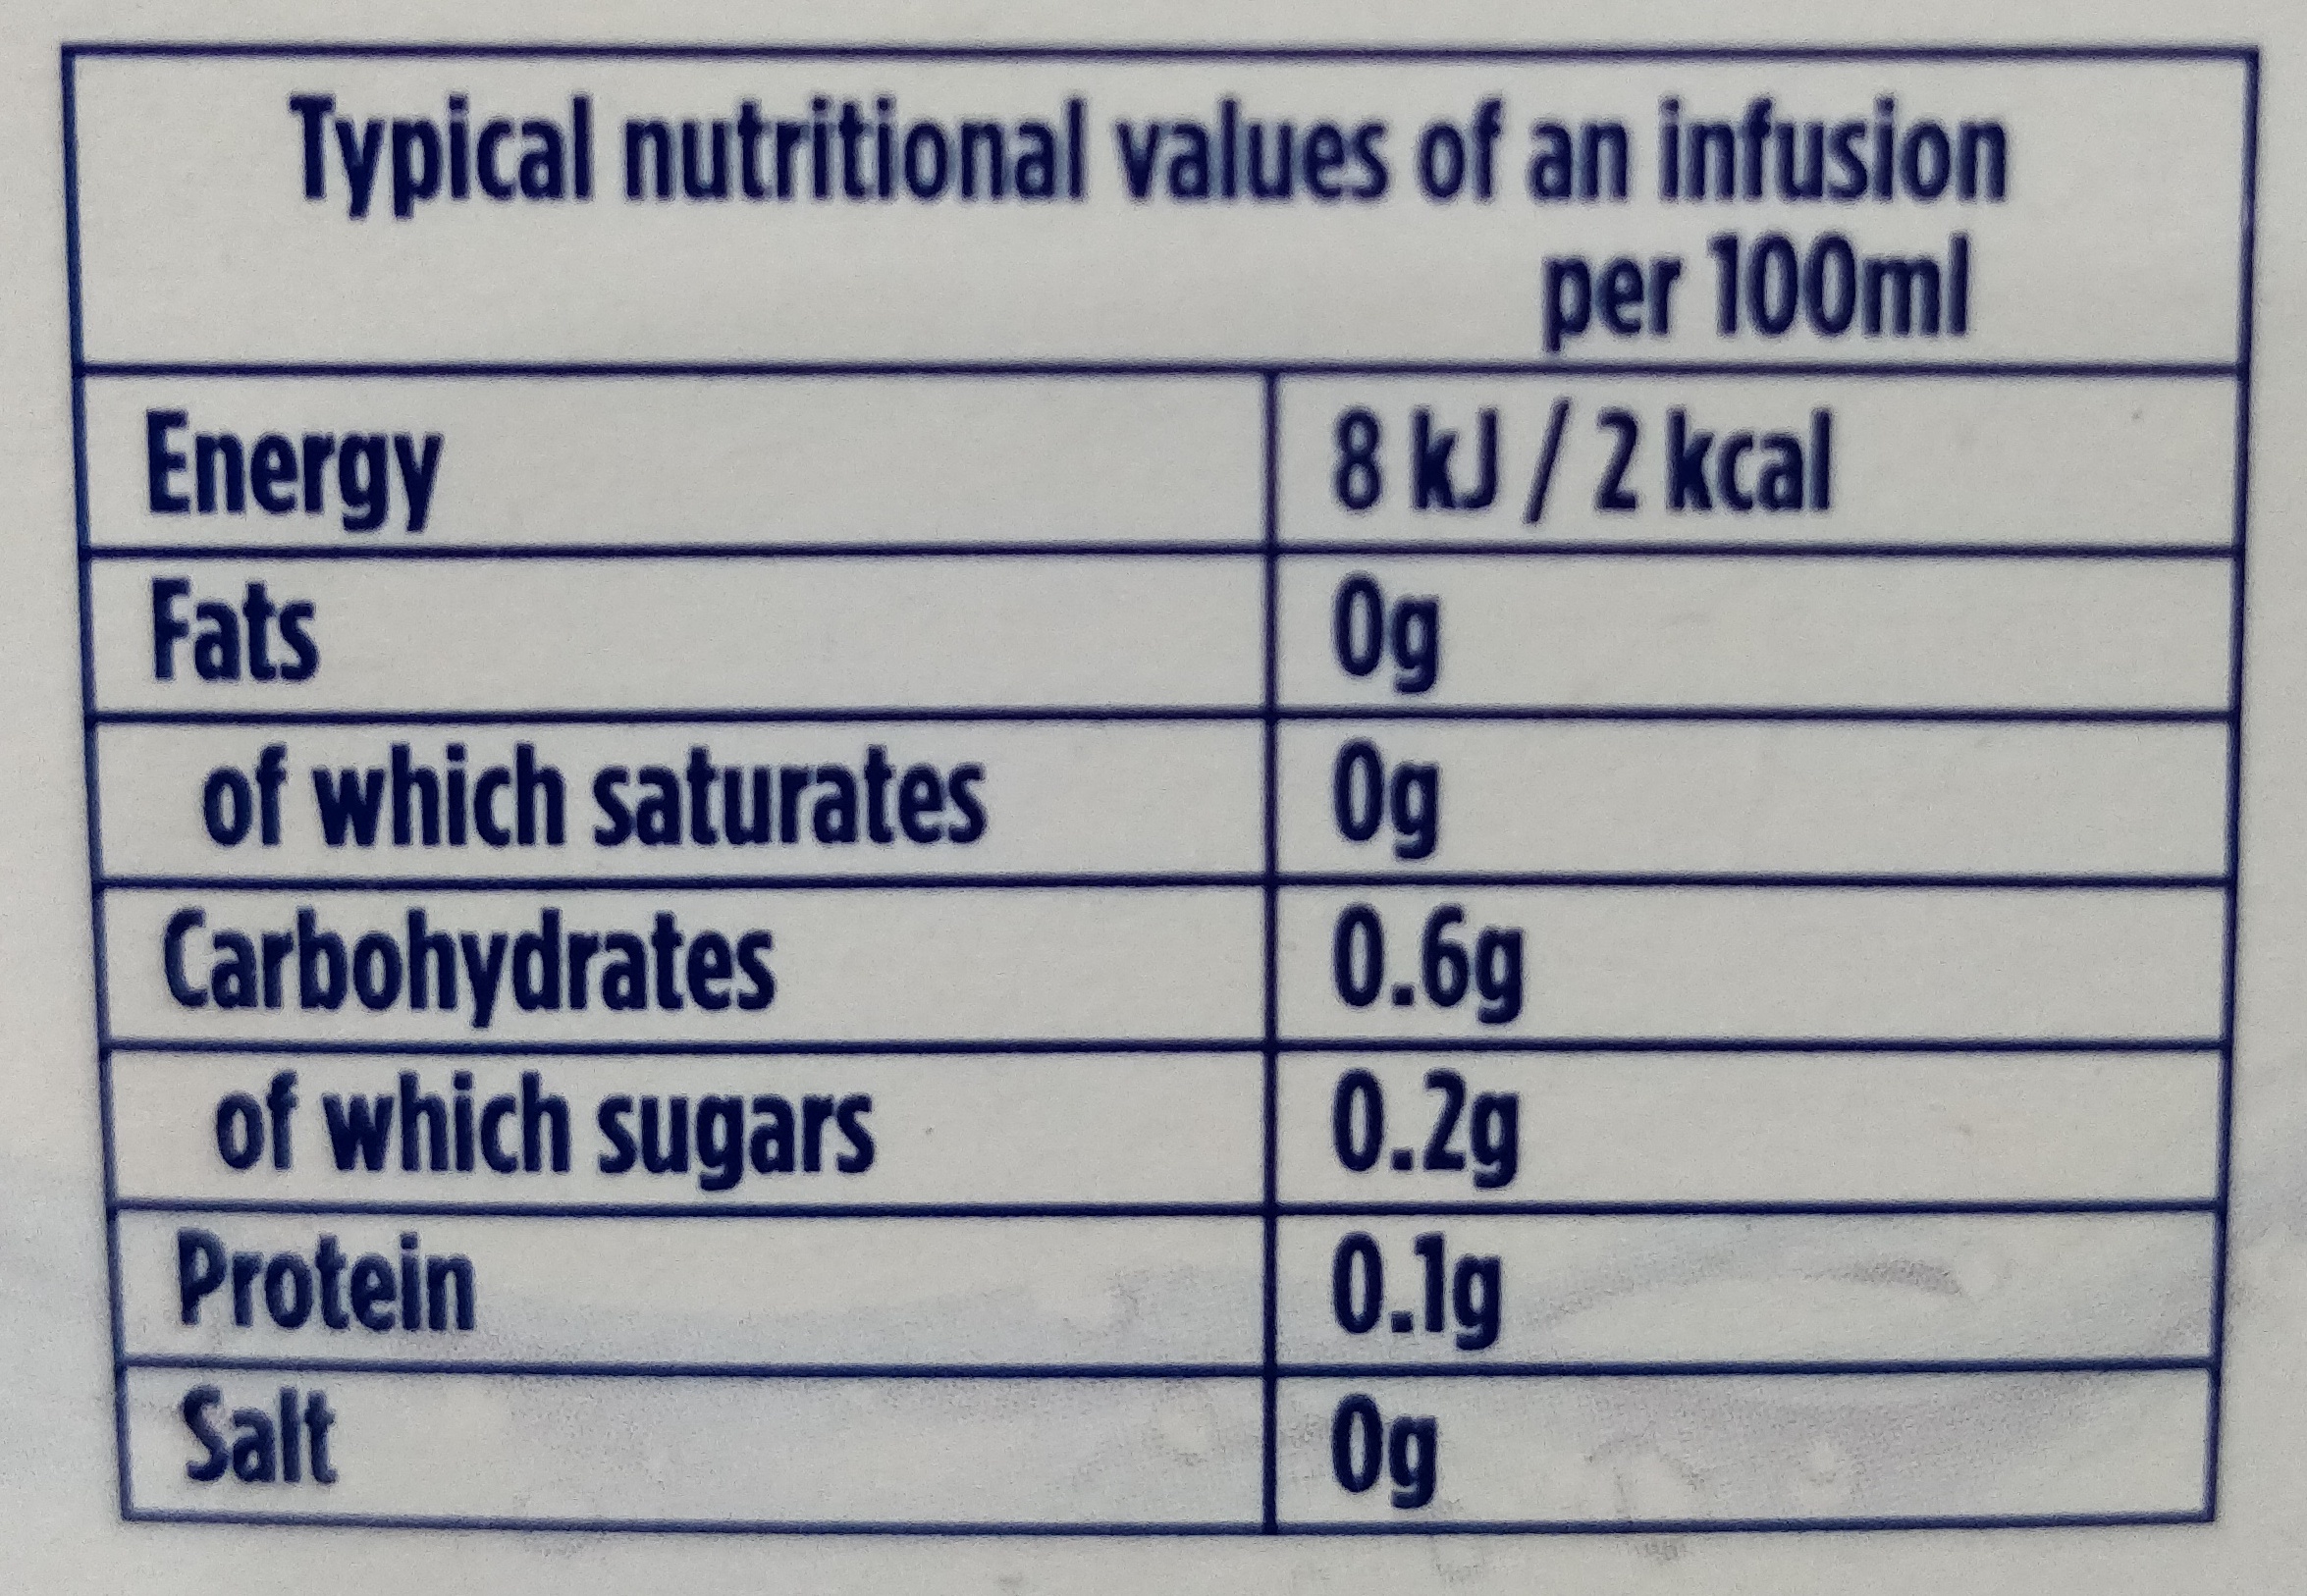 Typical nutritional values of an infusion
per 100ml
Energy 8 kJ / 2 kcal
Fats 0g
of which saturates 0g
Carbohydrates 0.6g
of which sugars 0.2g
Protein 0.1g
Salt 0g